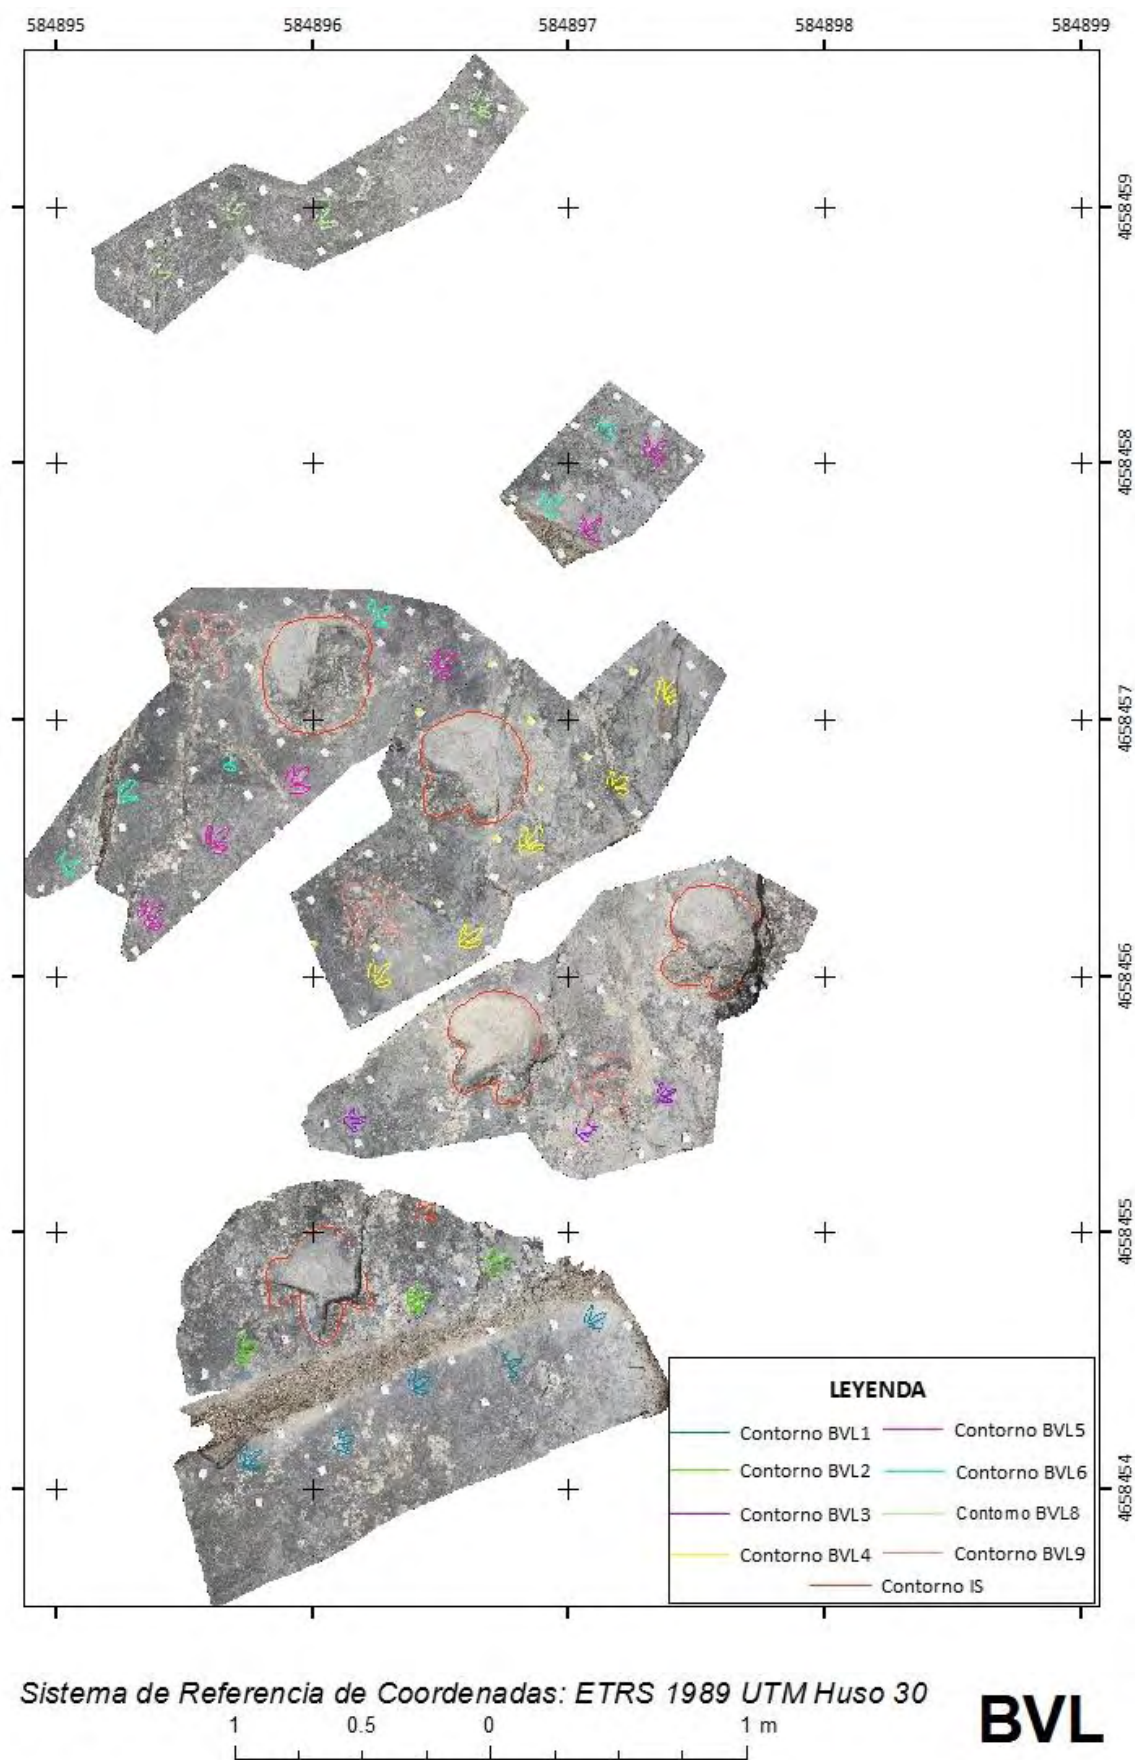 584895 584896 584897 584898 584899
4658459
4658458
4658457
4658456
4658455
4658454
LEYENDA
Contorno BVL1 Contorno BVL5
Contorno BVL2 Contorno BVL6
Contorno BVL3 Contomo BVL8
Contorno BVL4 Contorno BVL9
Contorno IS
Sistema de Referencia de Coordenadas: ETRS 1989 UTM Huso 30
BVL
1 0.5 0 1 m